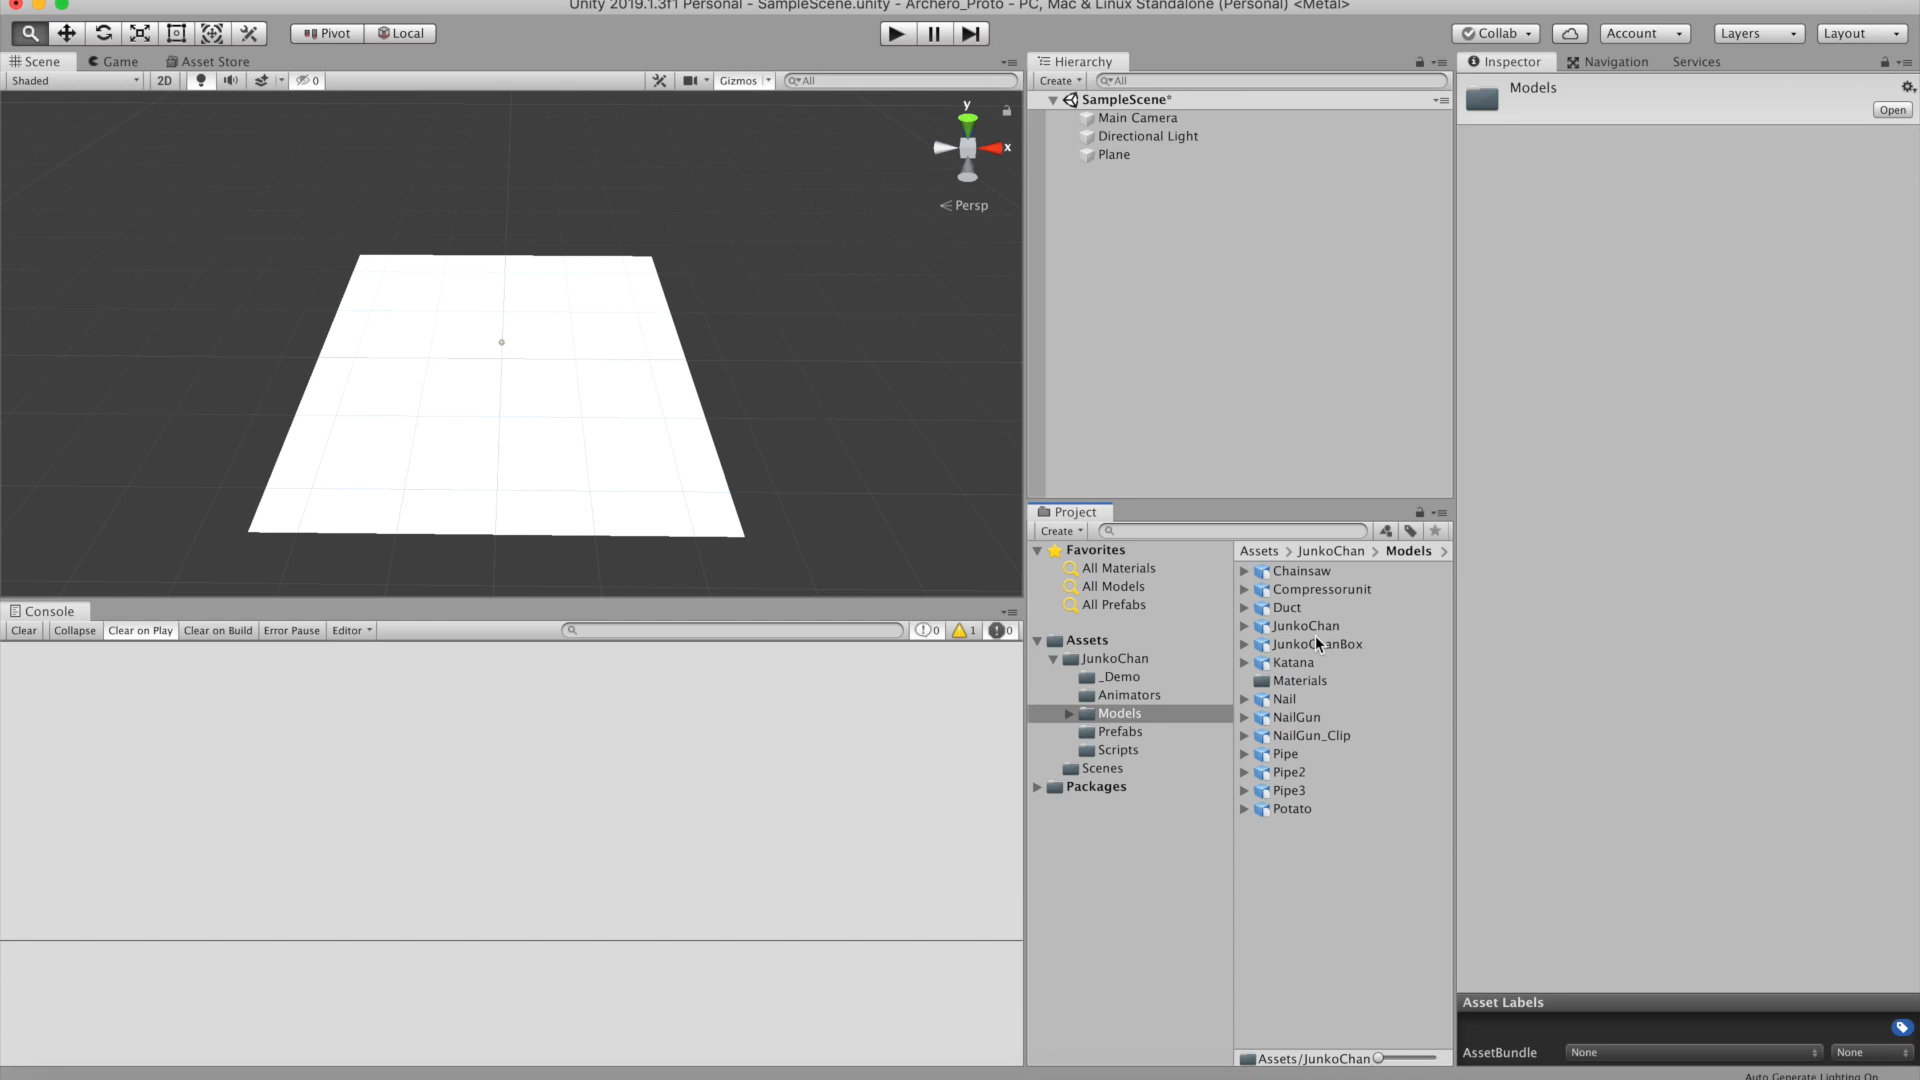 Unity 2019.1.3f1 Personal - SampleScene.unity - Archero_Proto - PC, Mac & Linux Standalone (Personal) <Metal>
Pivot Local Collab Account Layers Layout
Scene Game Asset Store
Shaded 2D 0 Gizmos All
y
x
Persp
Console
Clear Collapse Clear on Play Clear on Build Error Pause Editor 0 1 0
Hierarchy
Create All
SampleScene*
Main Camera
Directional Light
Plane
Project
Create
Favorites
All Materials
All Models
All Prefabs
Assets
JunkoChan
_Demo
Animators
Models
Prefabs
Scripts
Scenes
Packages
Assets > JunkoChan > Models >
Chainsaw
Compressorunit
Duct
JunkoChan
JunkoChanBox
Katana
Materials
Nail
NailGun
NailGun_Clip
Pipe
Pipe2
Pipe3
Potato
Assets/JunkoChan
Inspector Navigation Services
Models
Open
Asset Labels
AssetBundle None None
Auto Generate Lighting On